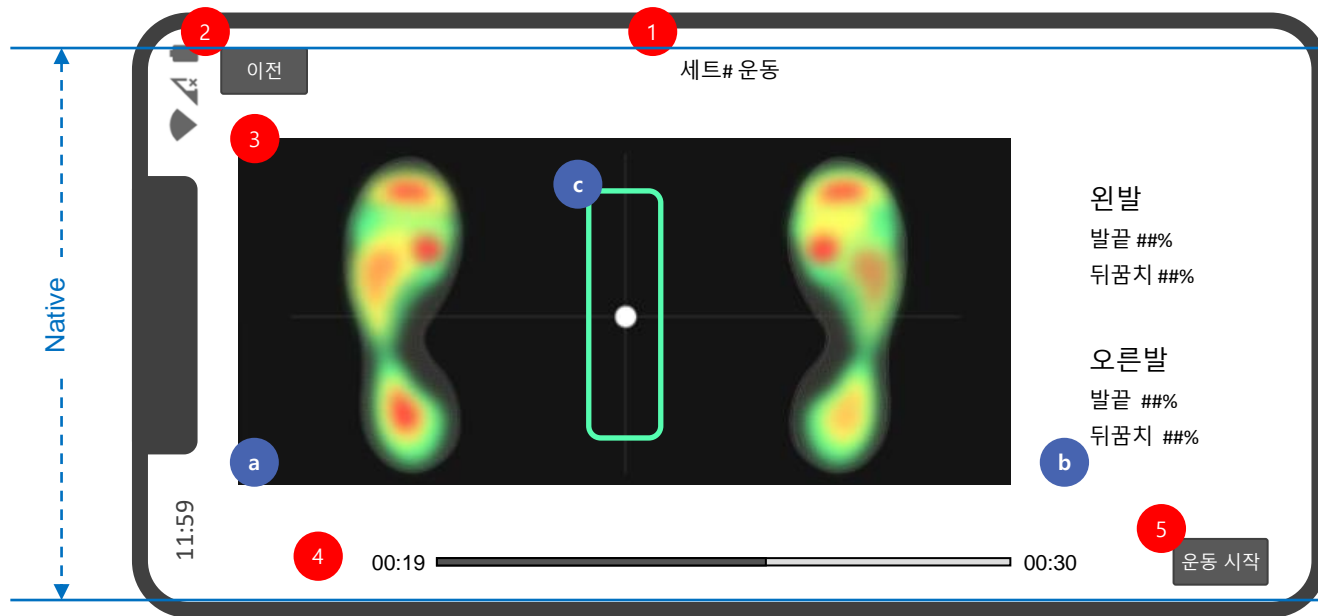 2
1
이전
세트# 운동
3
c
왼발
발끝 ##%
뒤꿈치 ##%
Native
오른발
발끝 ##%
뒤꿈치 ##%
a
b
11:59
5
4
00:19
00:30
운동 시작